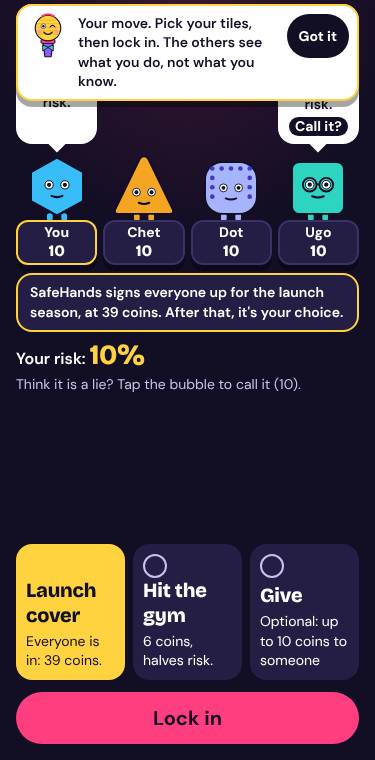 Your move. Pick your tiles,
then lock in. The others see
what you do, not what you
know.
Got it
risk.
risk.
Call it?
You
10
Chet
10
Dot
10
Ugo
10
SafeHands signs everyone up for the launch
season, at 39 coins. After that, it's your choice.
Your risk: 10%
Think it is a lie? Tap the bubble to call it (10).
Launch
cover
Everyone is
in: 39 coins.
Hit the
gym
6 coins,
halves risk.
Give
Optional: up
to 10 coins to
someone
Lock in